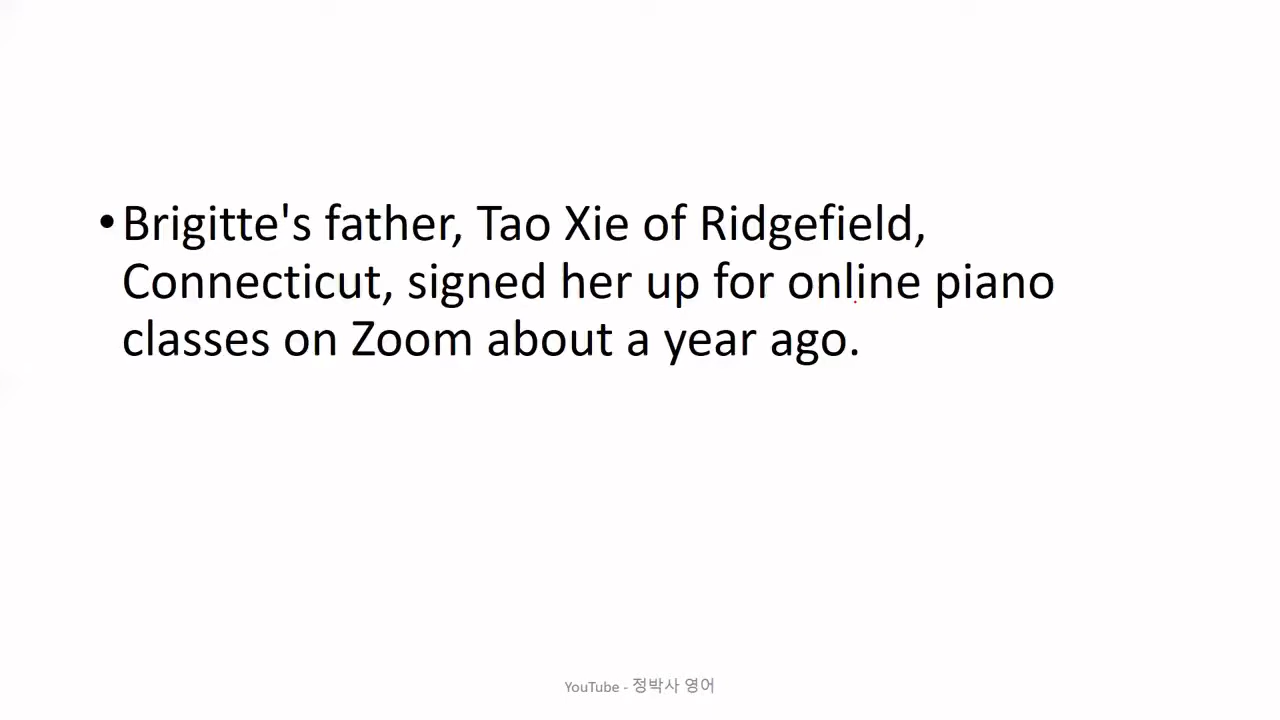 •Brigitte's father, Tao Xie of Ridgefield,
Connecticut, signed her up for online piano
classes on Zoom about a year ago.
YouTube - 정박사 영어